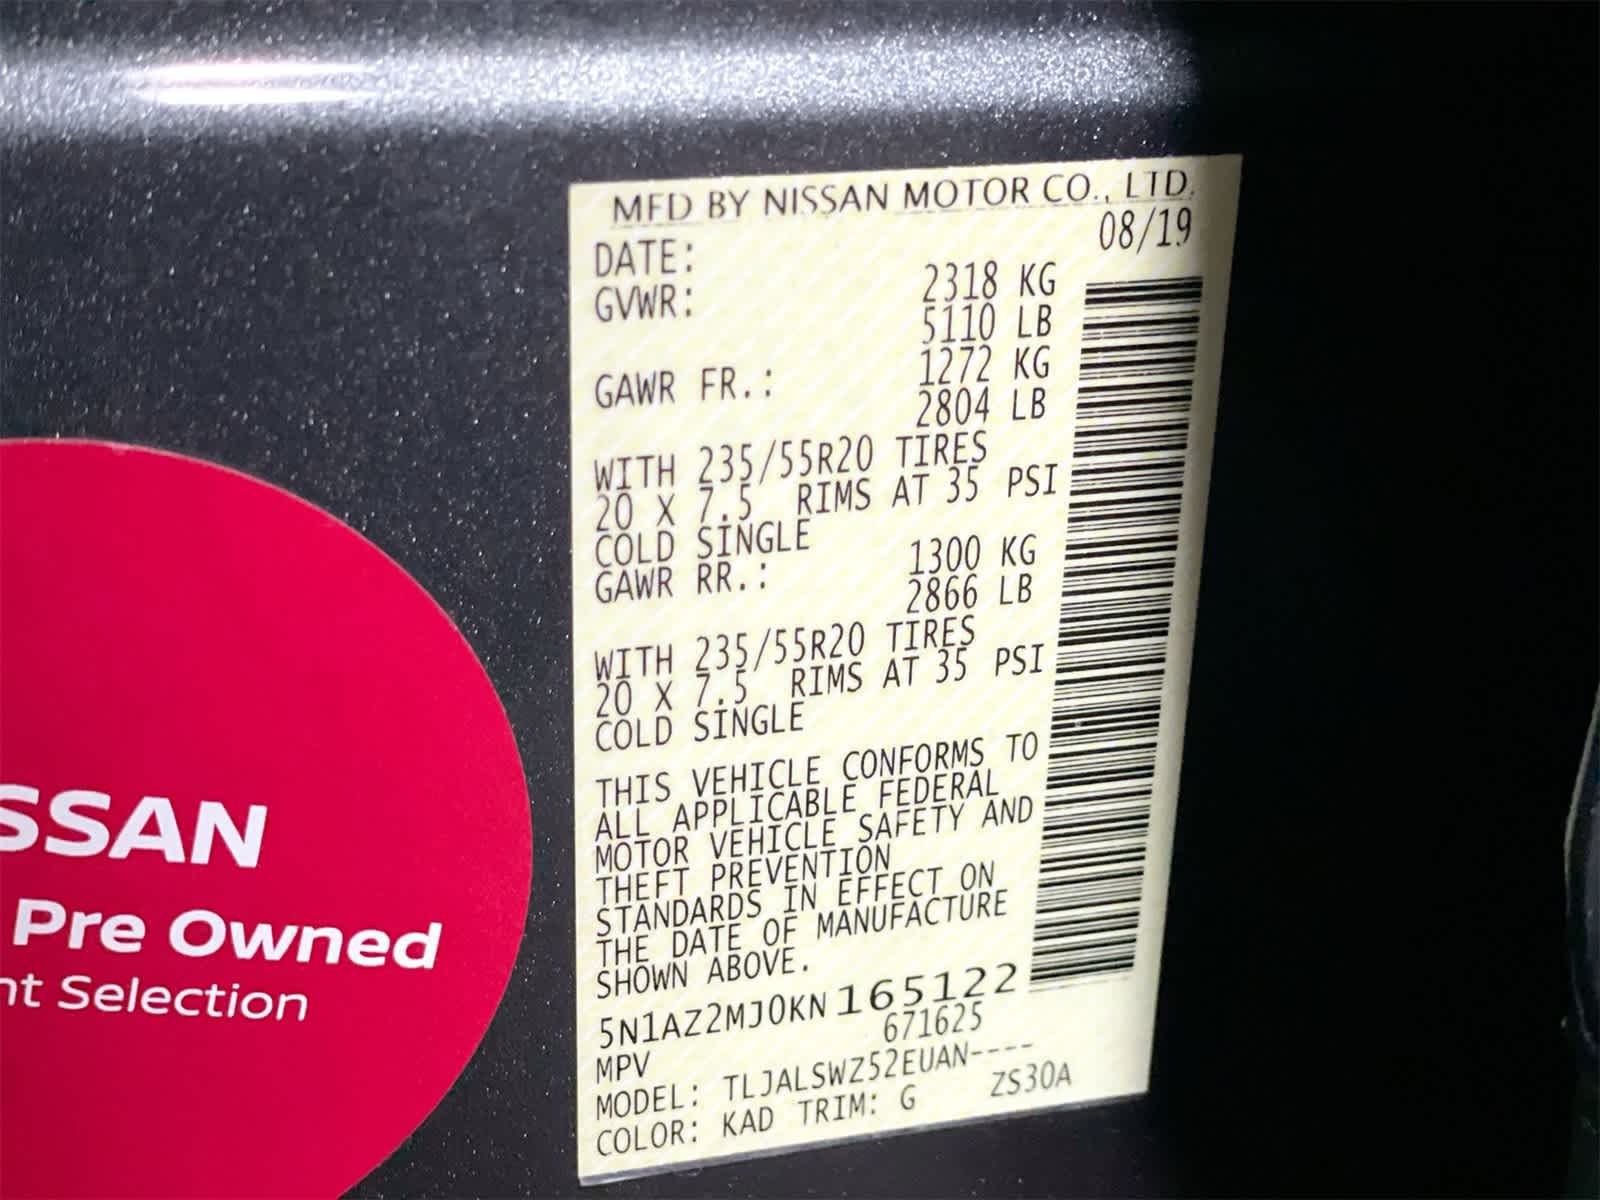 MFD BY NISSAN MOTOR CO., LTD.
DATE: 08/19
GVWR: 2318 KG
5110 LB
GAWR FR.: 1272 KG
2804 LB
WITH 235/55R20 TIRES
20 X 7.5 RIMS AT 35 PSI
COLD SINGLE
GAWR RR.: 1300 KG
2866 LB
WITH 235/55R20 TIRES
20 X 7.5 RIMS AT 35 PSI
COLD SINGLE
THIS VEHICLE CONFORMS TO
ALL APPLICABLE FEDERAL
MOTOR VEHICLE SAFETY AND
THEFT PREVENTION
STANDARDS IN EFFECT ON
THE DATE OF MANUFACTURE
SHOWN ABOVE.
5N1AZ2MJ0KN165122
671625
MPV
MODEL: TLJALSWZ52EUAN----
COLOR: KAD TRIM: G ZS30A
SSAN
Pre Owned
nt Selection